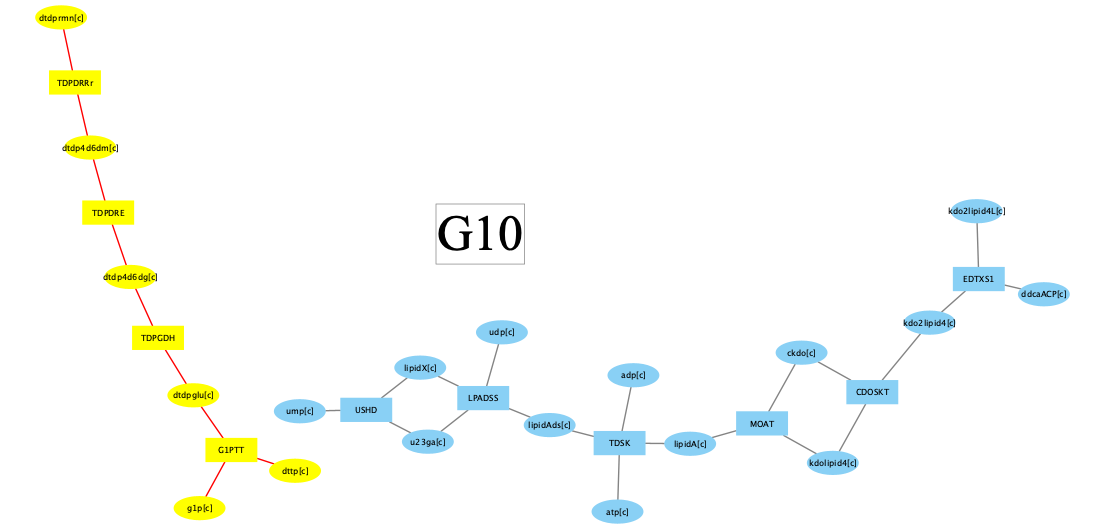 dtdprmn[c]
TDPDRRr
dtdp4d6dm[c]
TDPDRE
dtdp4d6dg[c]
TDPGDH
dtdpglu[c]
G1PTT
dttp[c]
g1p[c]
G10
kdo2lipid4L[c]
EDTXS1
ddcaACP[c]
kdo2lipid4[c]
udp[c]
lipidX[c]
ump[c]
USHD
LPADSS
u23ga[c]
lipidAds[c]
adp[c]
TDSK
atp[c]
lipidA[c]
ckdo[c]
MOAT
CDOSKT
kdolipid4[c]